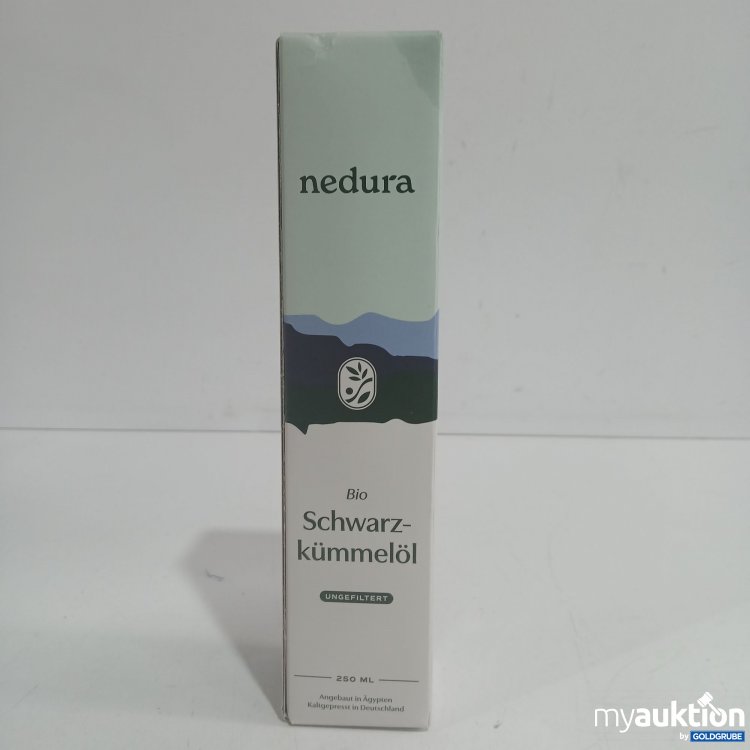 nedura
Bio
Schwarz-
kümmelöl
UNGEFILTERT
250 ML
Angebaut in Ägypten
Kaltgepresst in Deutschland
myauktion
by GOLDGRUBE